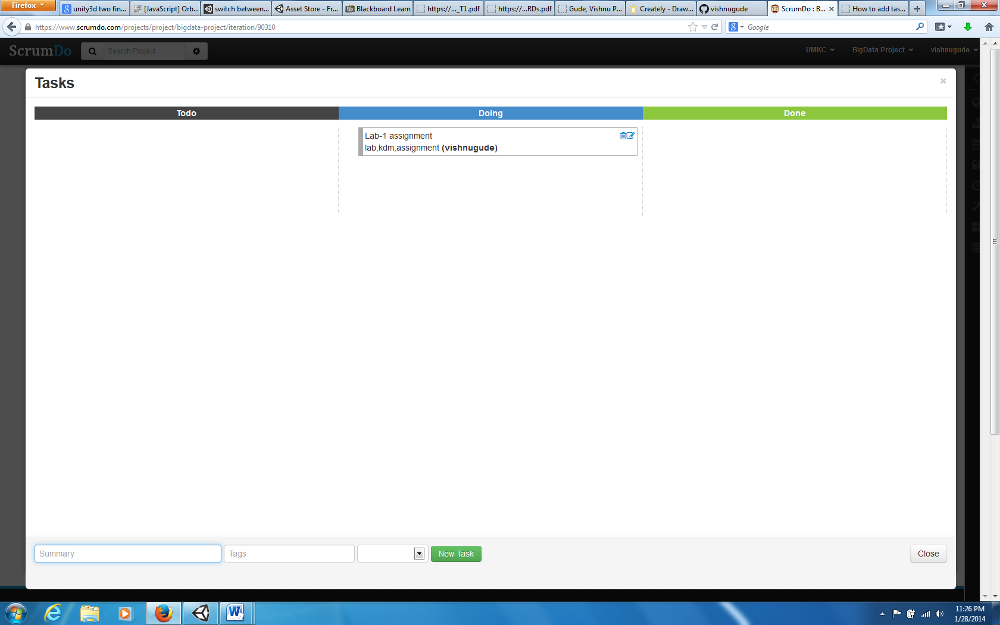 Firefox
unity3d two fin...
[JavaScript] Orb...
switch between...
Asset Store - Fr...
Blackboard Learn
https://..._T1.pdf
https://...RDs.pdf
Gude, Vishnu P...
Creately - Draw...
vishnugude
ScrumDo : B...
How to add tas...
https://www.scrumdo.com/projects/project/bigdata-project/iteration/90310
Google
ScrumDo
Search Project
UMKC
BigData Project
vishnugude
Tasks
Todo
Doing
Done
Lab-1 assignment
lab,kdm,assignment (vishnugude)
Summary
Tags
New Task
Close
11:26 PM
1/28/2014